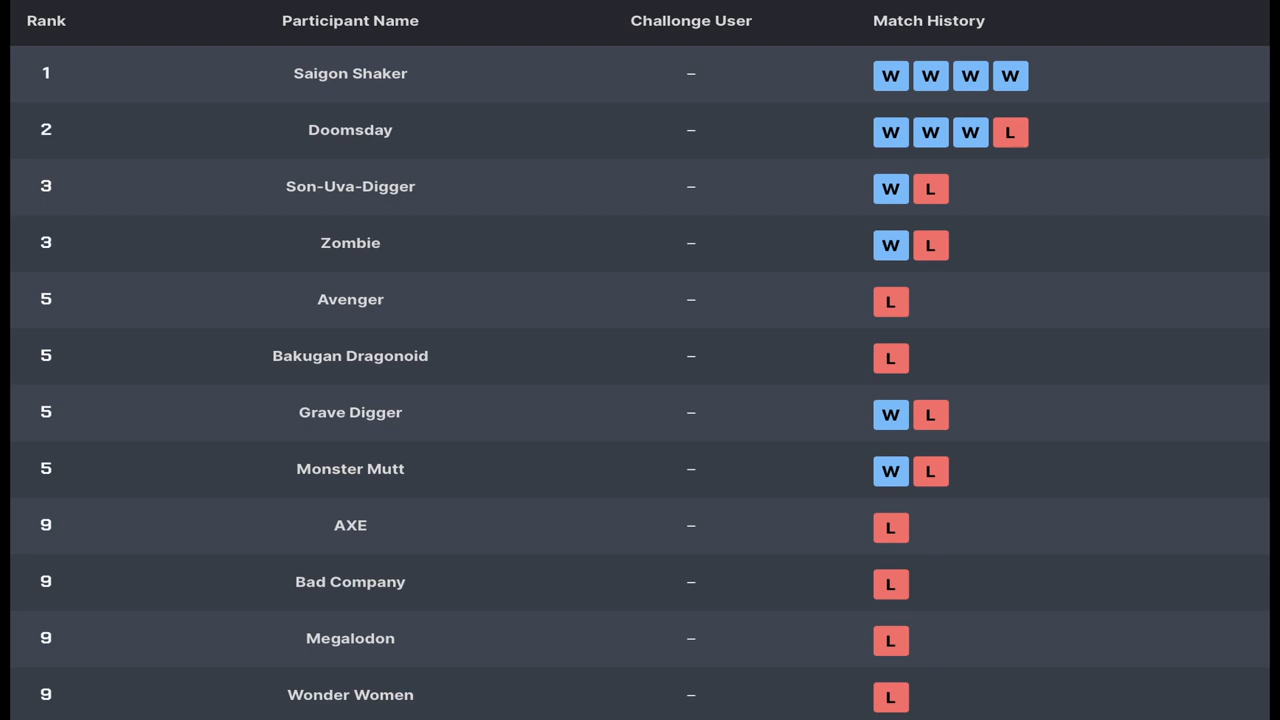 Rank Participant Name Challonge User Match History
1 Saigon Shaker – W W W W
2 Doomsday – W W W L
3 Son-Uva-Digger – W L
3 Zombie – W L
5 Avenger – L
5 Bakugan Dragonoid – L
5 Grave Digger – W L
5 Monster Mutt – W L
9 AXE – L
9 Bad Company – L
9 Megalodon – L
9 Wonder Women – L